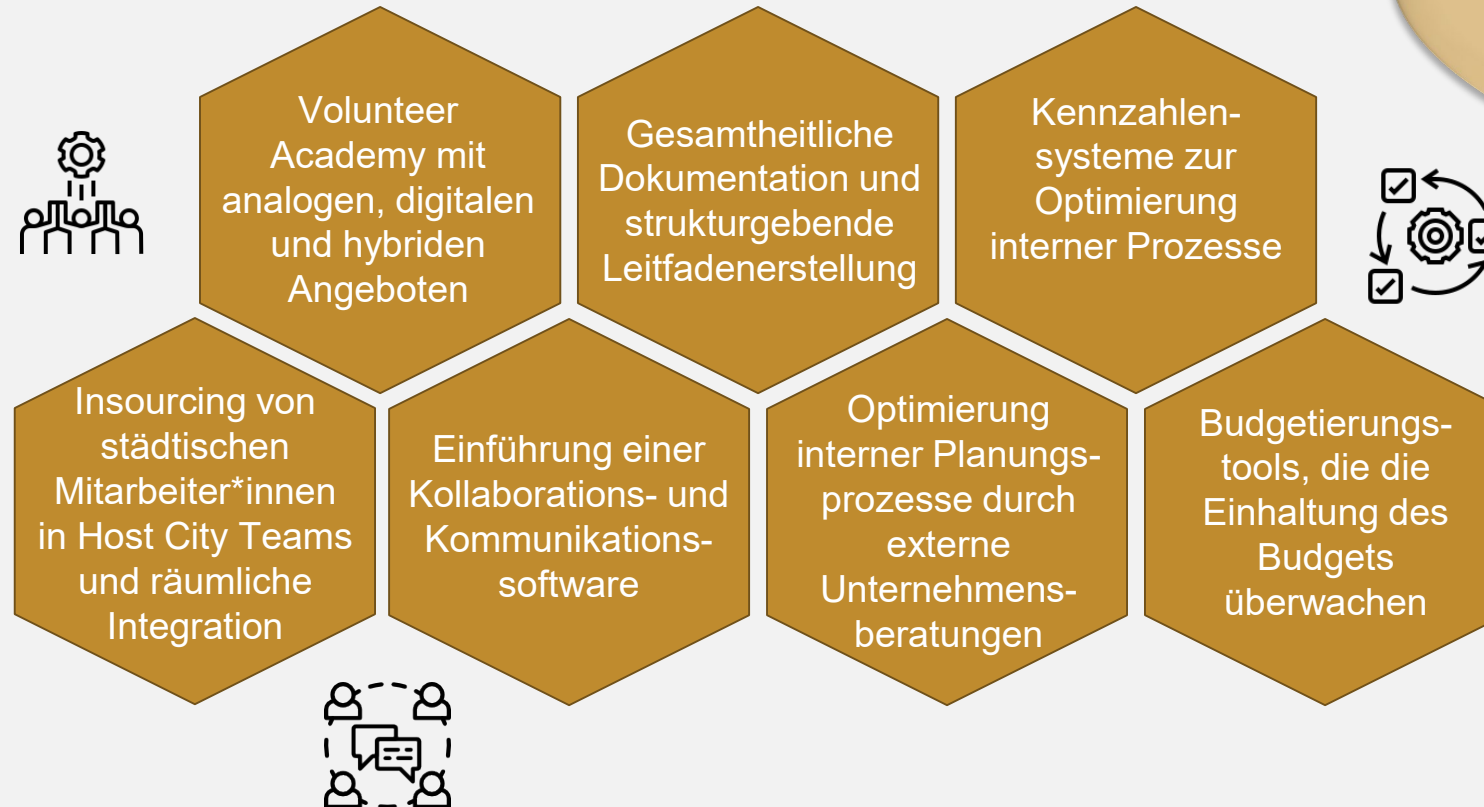 Volunteer
Academy mit
analogen, digitalen
und hybriden
Angeboten
Gesamtheitliche
Dokumentation und
strukturgebende
Leitfadenerstellung
Kennzahlen-
systeme zur
Optimierung
interner Prozesse
Insourcing von
städtischen
Mitarbeiter*innen
in Host City Teams
und räumliche
Integration
Einführung einer
Kollaborations- und
Kommunikations-
software
Optimierung
interner Planungs-
prozesse durch
externe
Unternehmens-
beratungen
Budgetierungs-
tools, die die
Einhaltung des
Budgets
überwachen